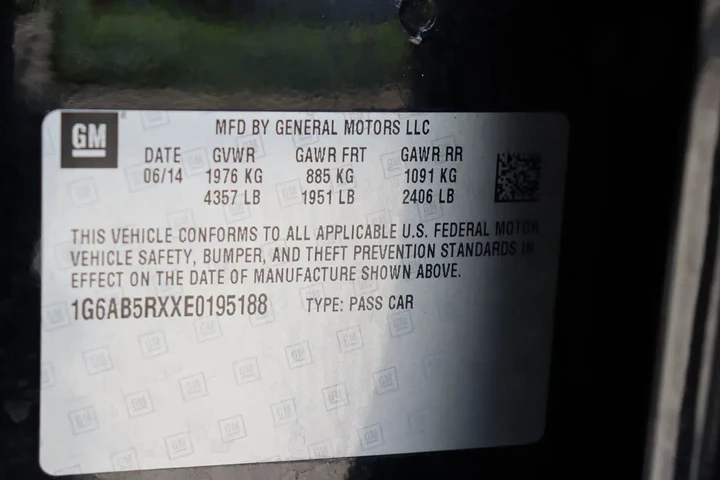 GM
MFD BY GENERAL MOTORS LLC
DATE GVWR GAWR FRT GAWR RR
06/14 1976 KG 885 KG 1091 KG
4357 LB 1951 LB 2406 LB
THIS VEHICLE CONFORMS TO ALL APPLICABLE U.S. FEDERAL MOTOR
VEHICLE SAFETY, BUMPER, AND THEFT PREVENTION STANDARDS IN
EFFECT ON THE DATE OF MANUFACTURE SHOWN ABOVE.
1G6AB5RXXE0195188 TYPE: PASS CAR